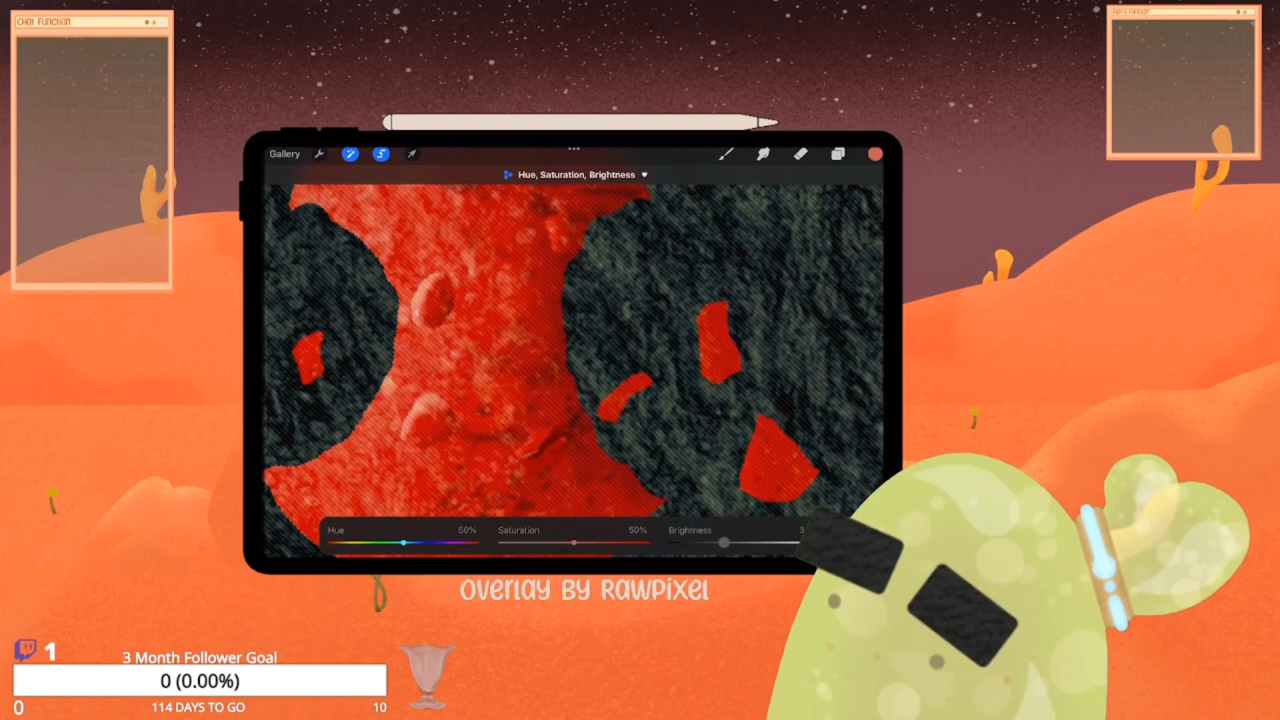 Chat Function
Gallery
Hue, Saturation, Brightness
Hue
50%
Saturation
50%
Brightness
3
Overlay by Rawpixel
1
3 Month Follower Goal
0 (0.00%)
0
114 DAYS TO GO
10